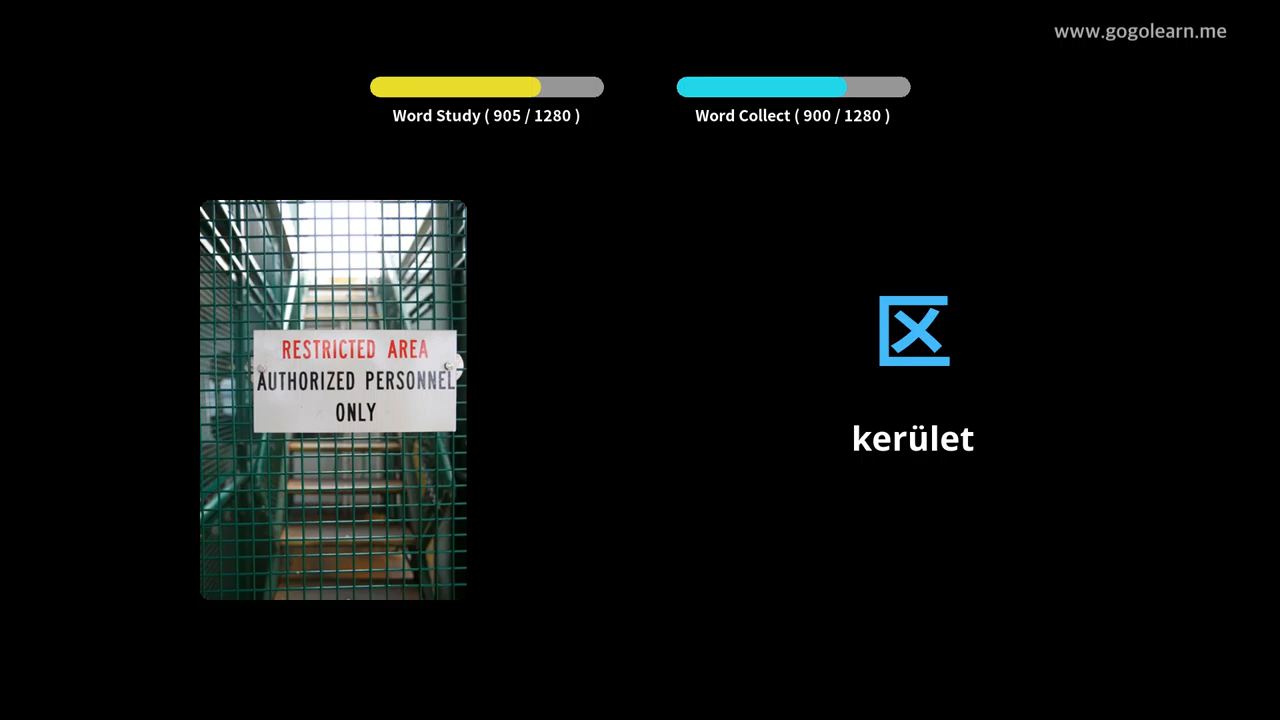 www.gogolearn.me
Word Study ( 905 / 1280 )
Word Collect ( 900 / 1280 )
RESTRICTED AREA
AUTHORIZED PERSONNEL
ONLY
kerület